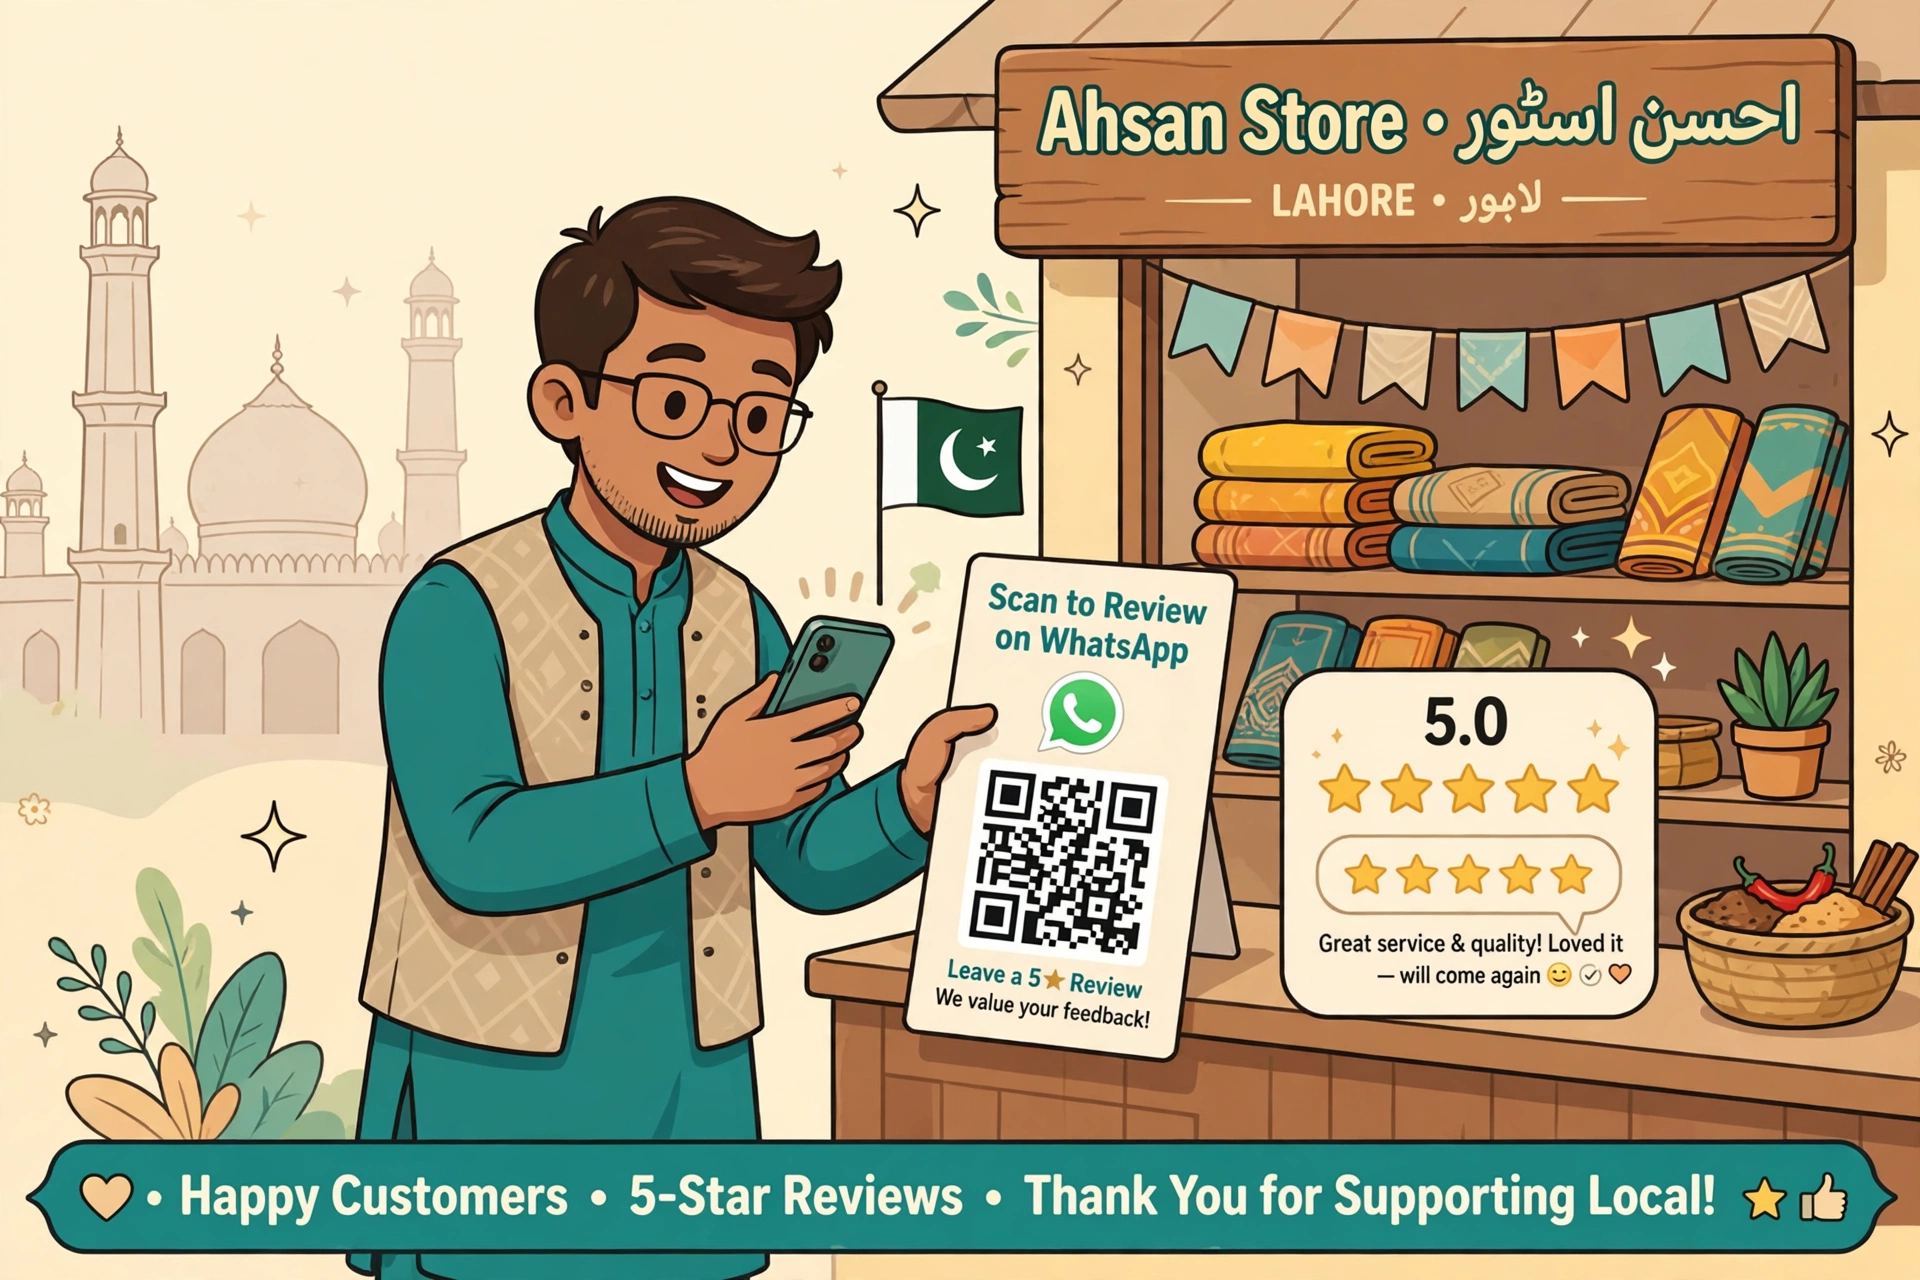 Ahsan Store • احسن اسٹور
LAHORE • لاہور
Scan to Review
on WhatsApp
Leave a 5★ Review
We value your feedback!
5.0
Great service & quality! Loved it
— will come again 😊 ✓ 🧡
• Happy Customers • 5-Star Reviews • Thank You for Supporting Local!